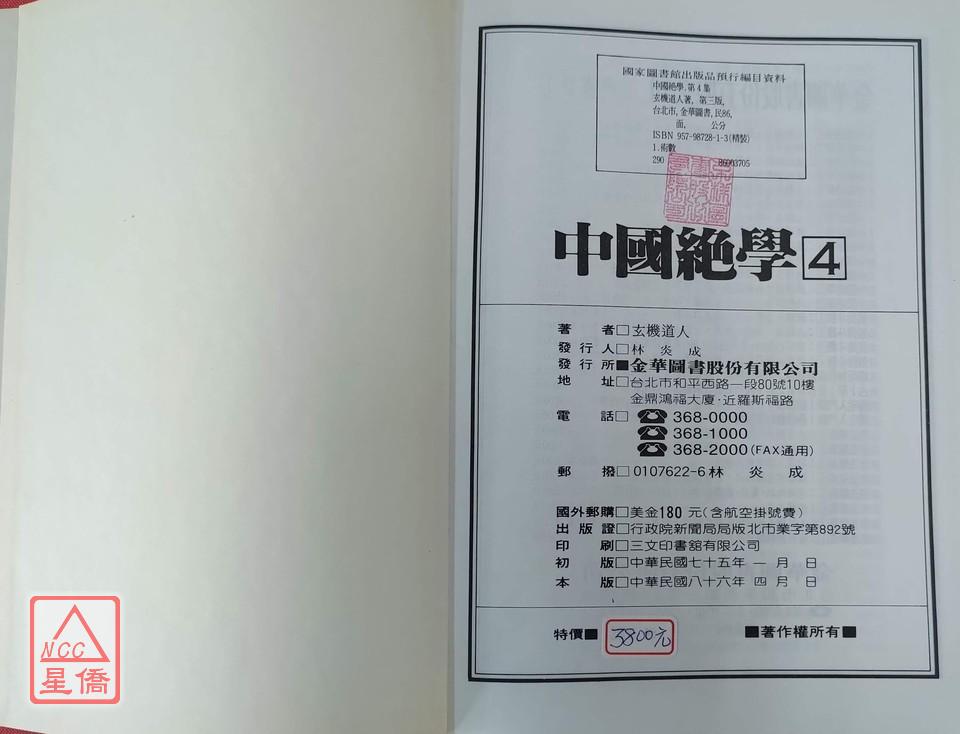 國家圖書館出版品預行編目資料
中國絕學.第4集
玄機道人著, 第三版,
台北市,金華圖書,民86,
面, 公分
ISBN 957-98728-1-3(精裝)
1.術數
290 86003705
中國絕學4
著者□玄機道人
發行人□林炎成
發行所■金華圖書股份有限公司
地址□台北市和平西路一段80號10樓
金鼎鴻福大廈·近羅斯福路
電話□☎368-0000
☎368-1000
☎368-2000(FAX通用)
郵撥□0107622-6林炎成
國外郵購□美金180元(含航空掛號費)
出版證□行政院新聞局局版北市業字第892號
印刷□三文印書舘有限公司
初版□中華民國七十五年一月 日
本版□中華民國八十六年四月 日
特價■3800元 ■著作權所有■
NCC
星僑